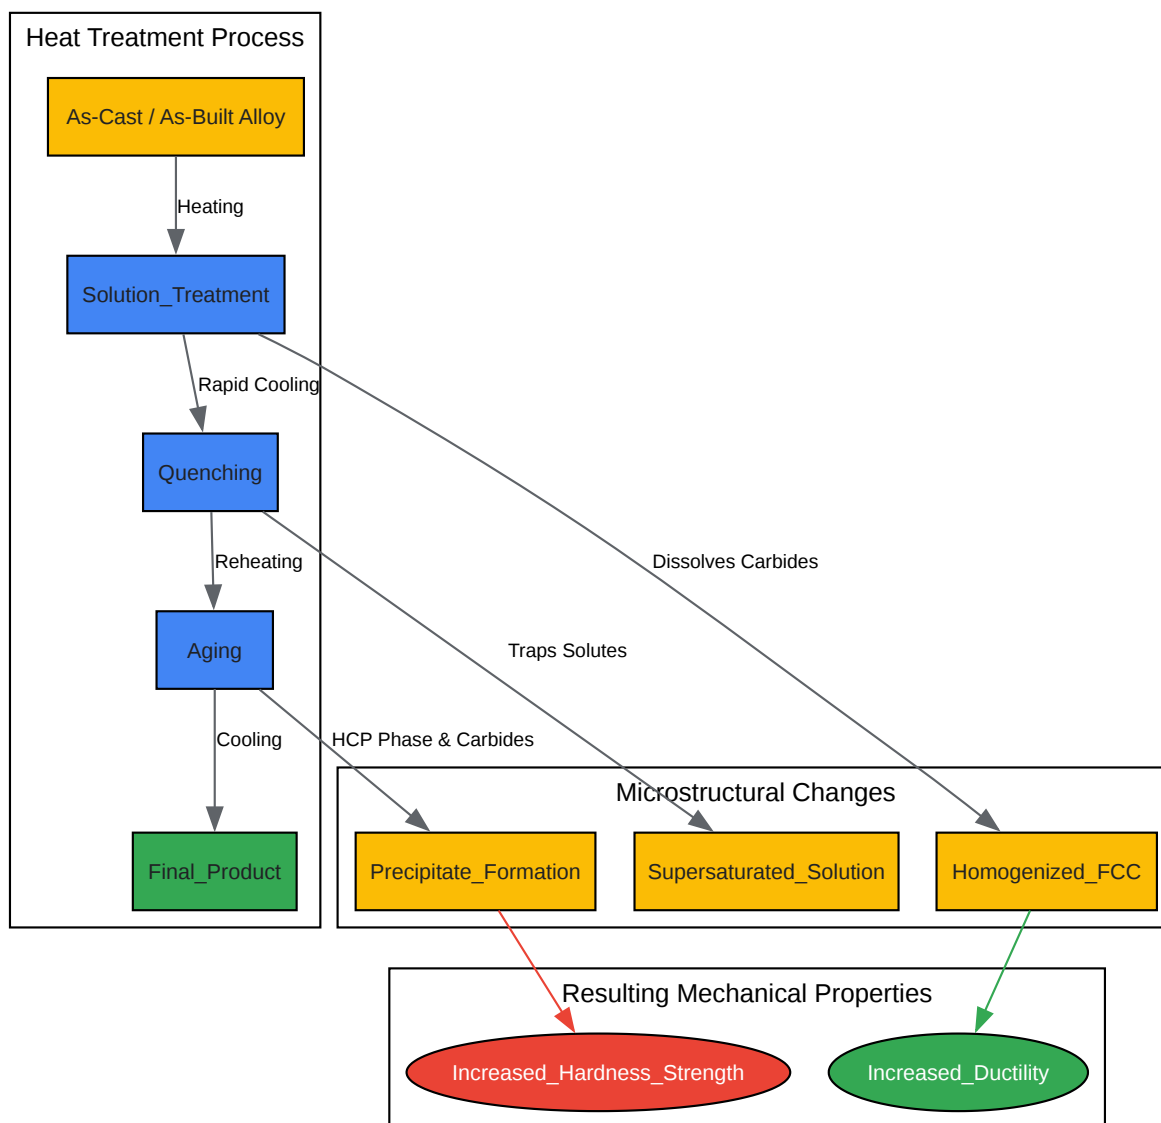 Heat Treatment Process
As-Cast / As-Built Alloy
Heating
Solution_Treatment
Rapid Cooling
Quenching
Reheating
Dissolves Carbides
Traps Solutes
Aging
Cooling
HCP Phase & Carbides
Final_Product
Microstructural Changes
Precipitate_Formation
Supersaturated_Solution
Homogenized_FCC
Resulting Mechanical Properties
Increased_Hardness_Strength
Increased_Ductility